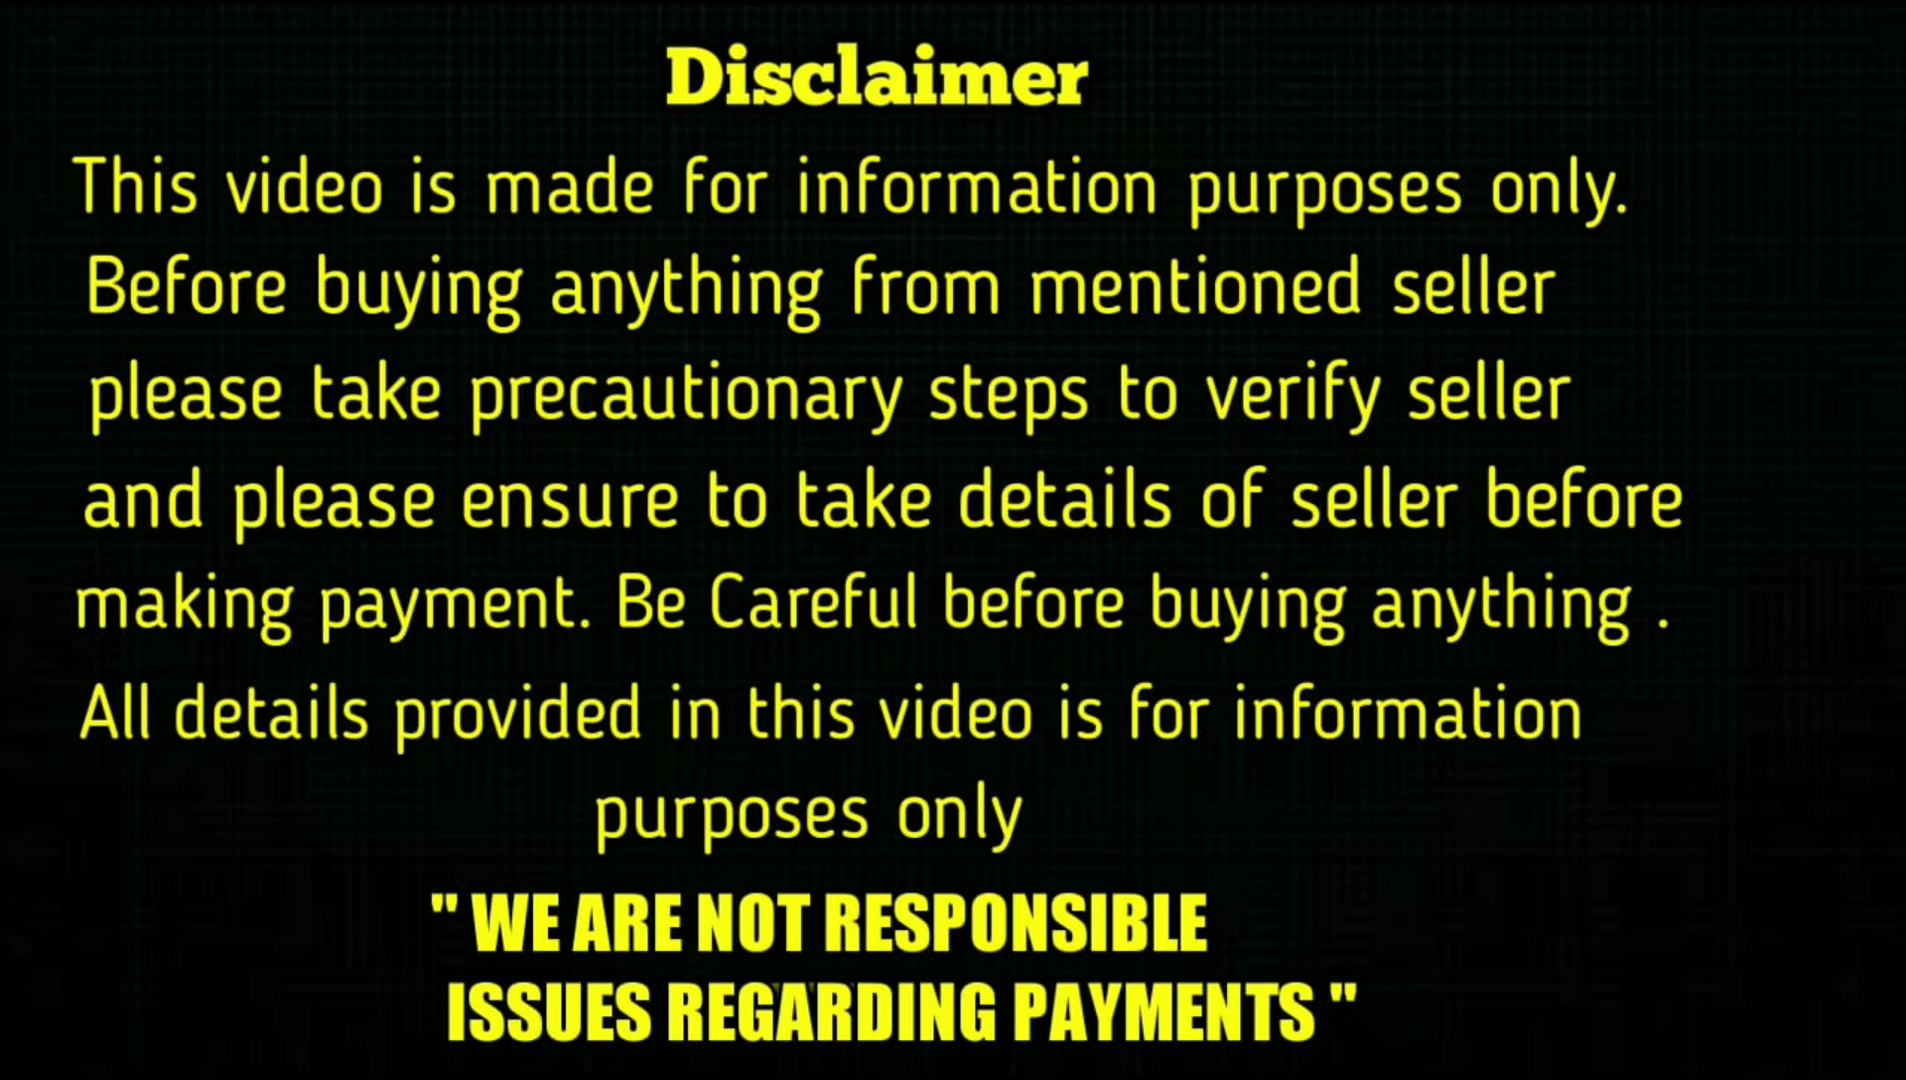 Disclaimer
This video is made for information purposes only.
Before buying anything from mentioned seller
please take precautionary steps to verify seller
and please ensure to take details of seller before
making payment. Be Careful before buying anything .
All details provided in this video is for information
purposes only
" WE ARE NOT RESPONSIBLE
ISSUES REGARDING PAYMENTS "